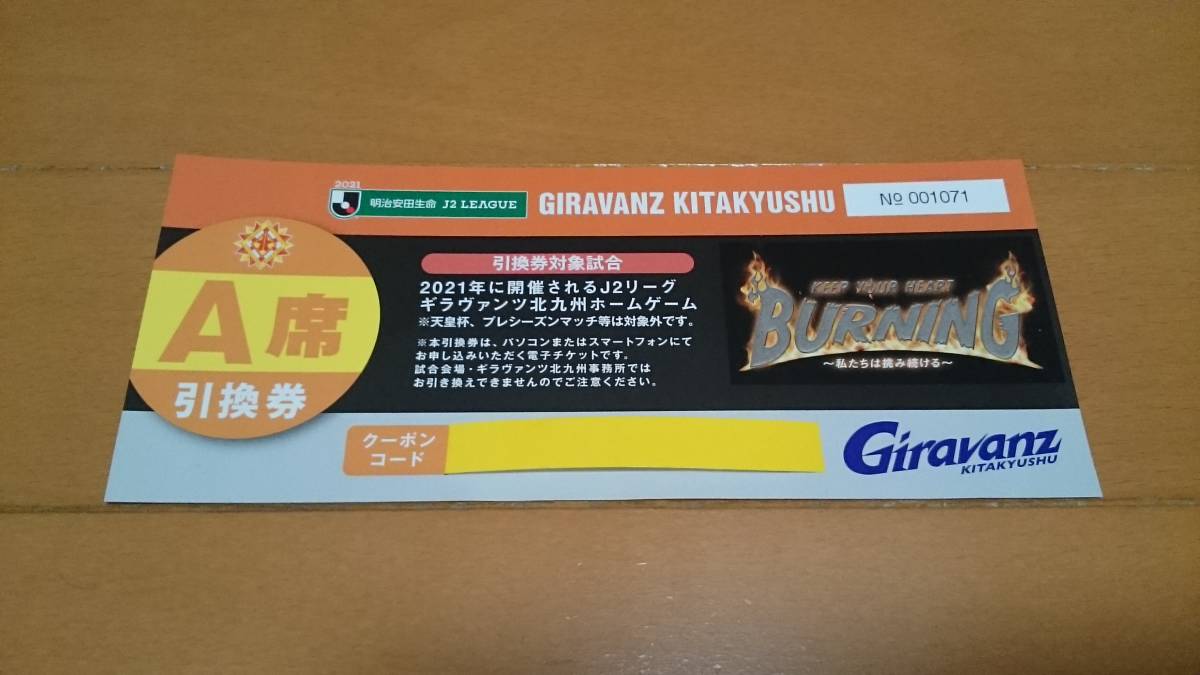 2021
明治安田生命 J2 LEAGUE
GIRAVANZ KITAKYUSHU
№ 001071
A席
引換券
引換券対象試合
2021年に開催されるJ2リーグ
ギラヴァンツ北九州ホームゲーム
※天皇杯、プレシーズンマッチ等は対象外です。
※本引換券は、パソコンまたはスマートフォンにて
お申し込みいただく電子チケットです。
試合会場・ギラヴァンツ北九州事務所では
お引き換えできませんのでご注意ください。
KEEP YOUR HEART
BURNING
～私たちは挑み続ける～
クーポン
コード
Giravanz
KITAKYUSHU